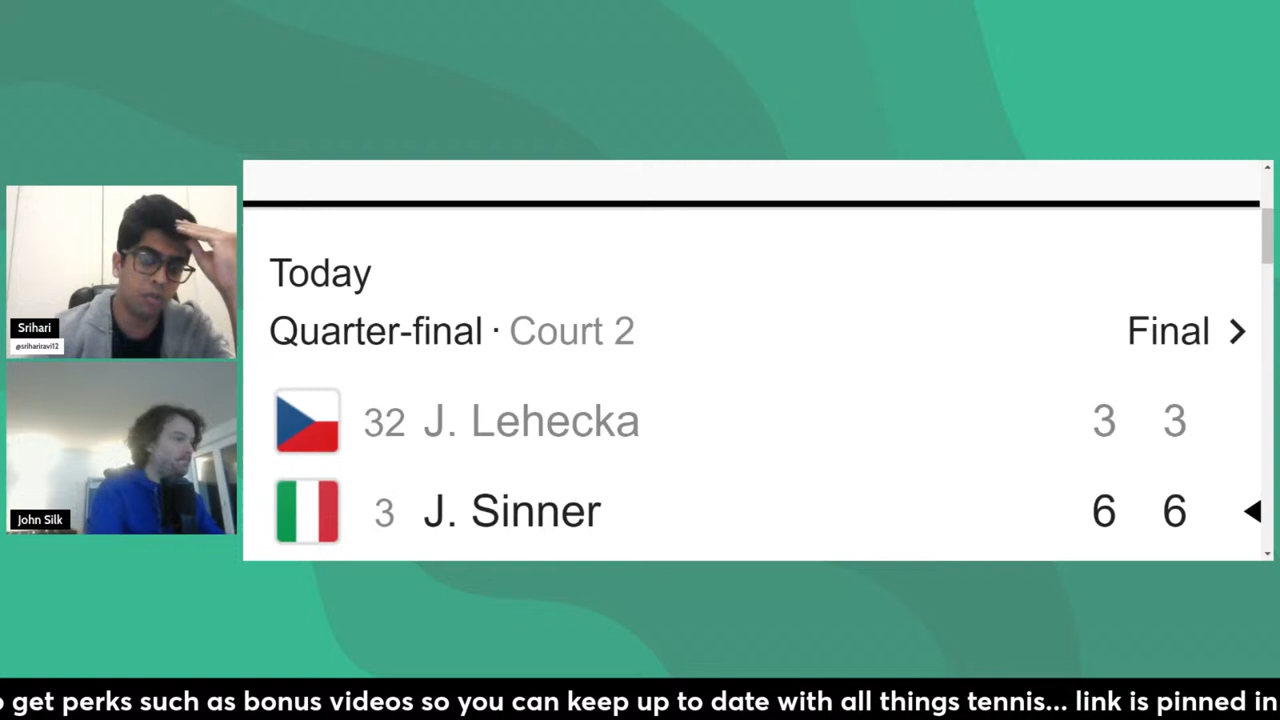 Today
Quarter-final · Court 2
Final
32 J. Lehecka 3 3
3 J. Sinner 6 6
Srihari
@srihariravi12
John Silk
get perks such as bonus videos so you can keep up to date with all things tennis... link is pinned in